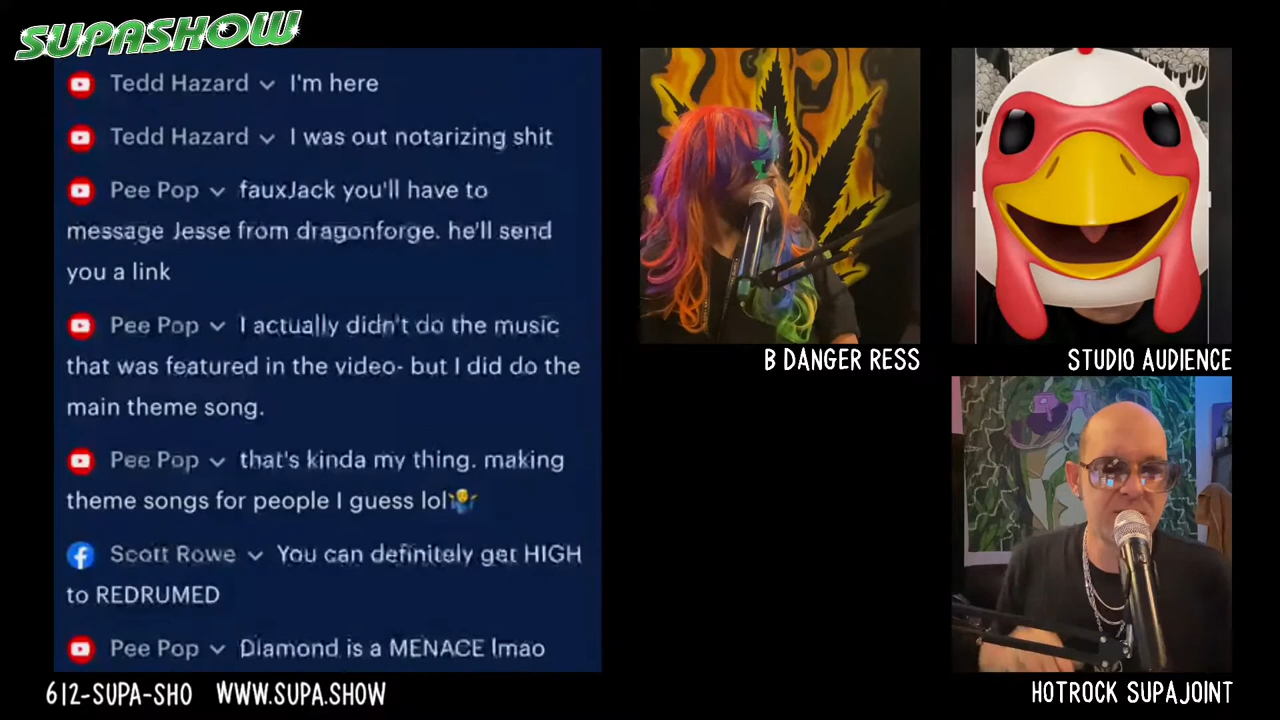 SUPASHOW
Tedd Hazard I'm here
Tedd Hazard I was out notarizing shit
Pee Pop fauxJack you'll have to
message Jesse from dragonforge. he'll send
you a link
Pee Pop I actually didn't do the music
that was featured in the video- but I did do the
main theme song.
Pee Pop that's kinda my thing. making
theme songs for people I guess lol🤷
Scott Rowe You can definitely get HIGH
to REDRUMED
Pee Pop Diamond is a MENACE lmao
B DANGER RESS
STUDIO AUDIENCE
HOTROCK SUPAJOINT
612-SUPA-SHO WWW.SUPA.SHOW